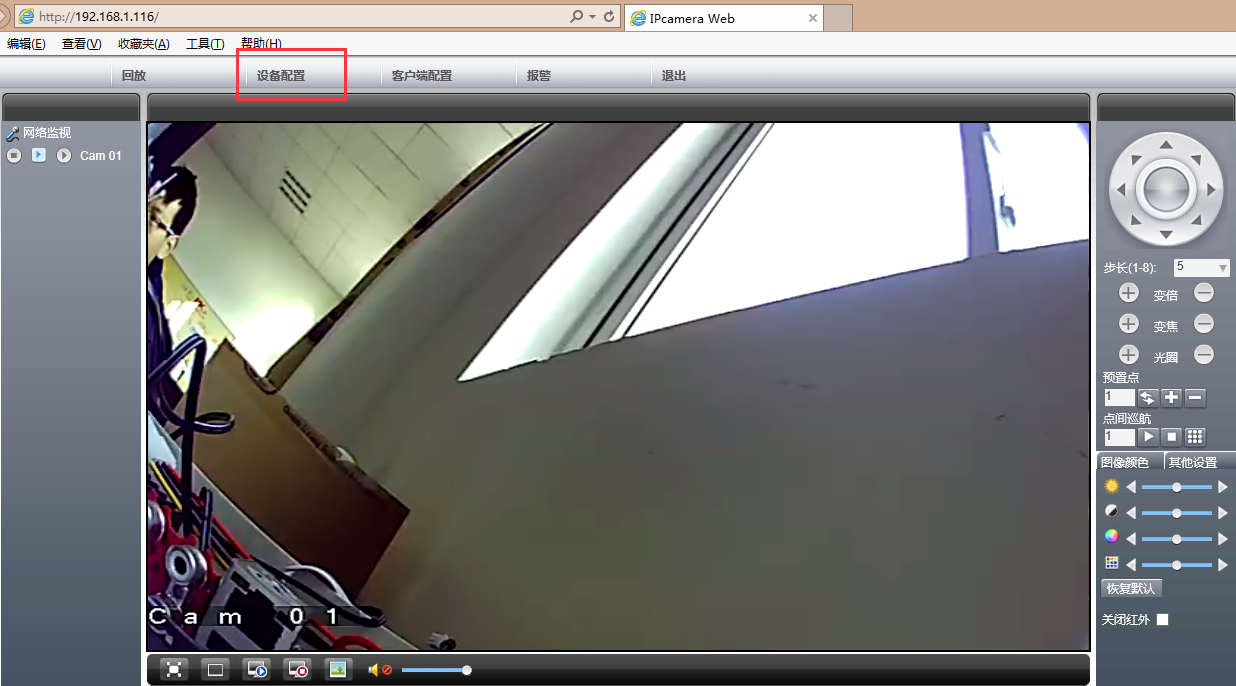 http://192.168.1.116/
IPcamera Web
编辑(E) 查看(V) 收藏夹(A) 工具(T) 帮助(H)
回放 设备配置 客户端配置 报警 退出
网络监视
Cam 01
Cam 01
步长(1-8): 5
变倍
变焦
光圈
预置点
1
点间巡航
1
图像颜色 其他设置
恢复默认
关闭红外